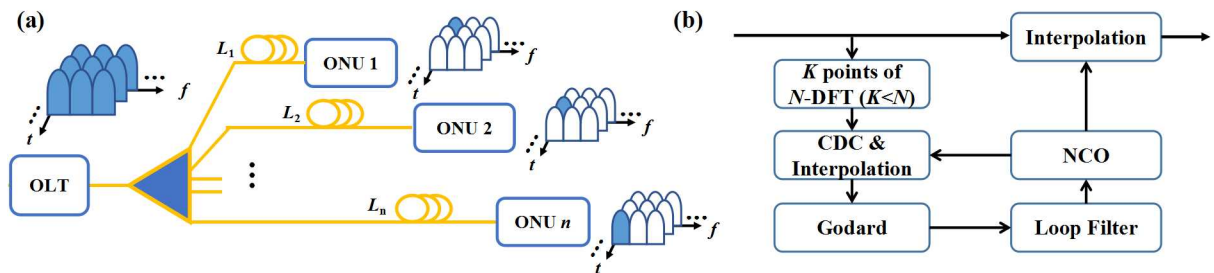 (a)
L1
ONU 1
...
f
...
t
...
f
...
t
L2
ONU 2
...
f
...
t
OLT
...
Ln
ONU n
...
f
...
t
(b)
Interpolation
K points of
N-DFT (K<N)
CDC &
Interpolation
NCO
Godard
Loop Filter